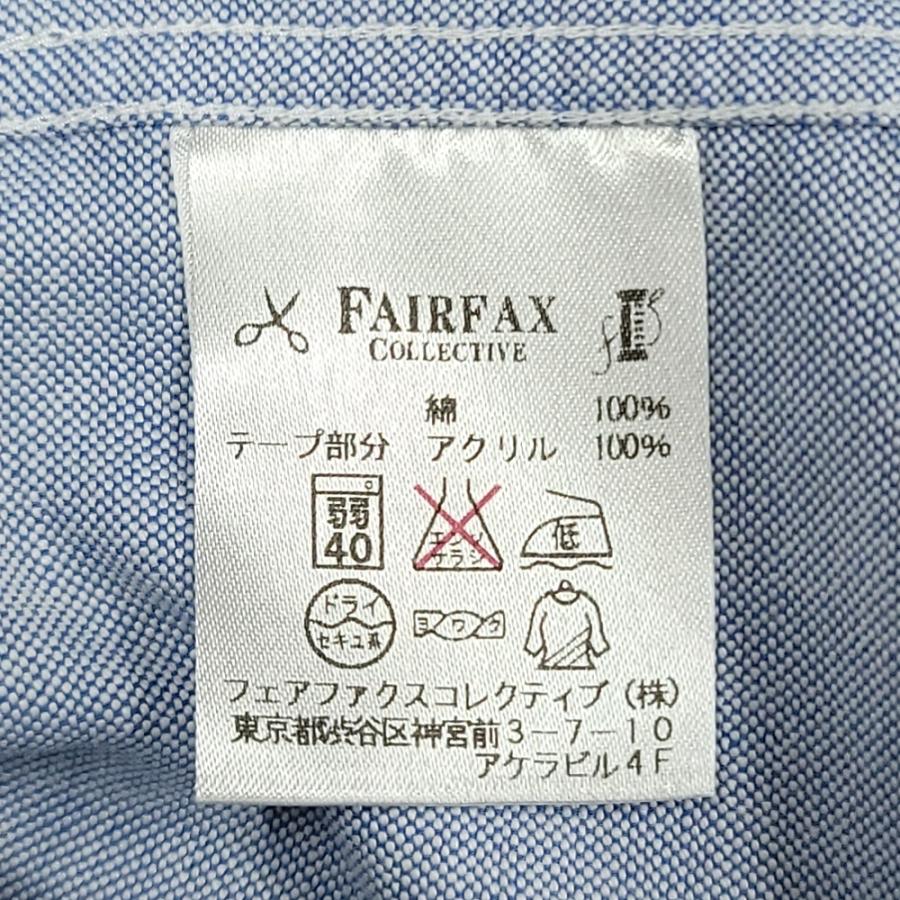 FAIRFAX
COLLECTIVE
綿 100%
テープ部分 アクリル 100%
弱 40
エンソ サラシ
低
ドライ セキユ系
ヨワク
フェアファクスコレクティブ(株)
東京都渋谷区神宮前3-7-10
アケラビル4F